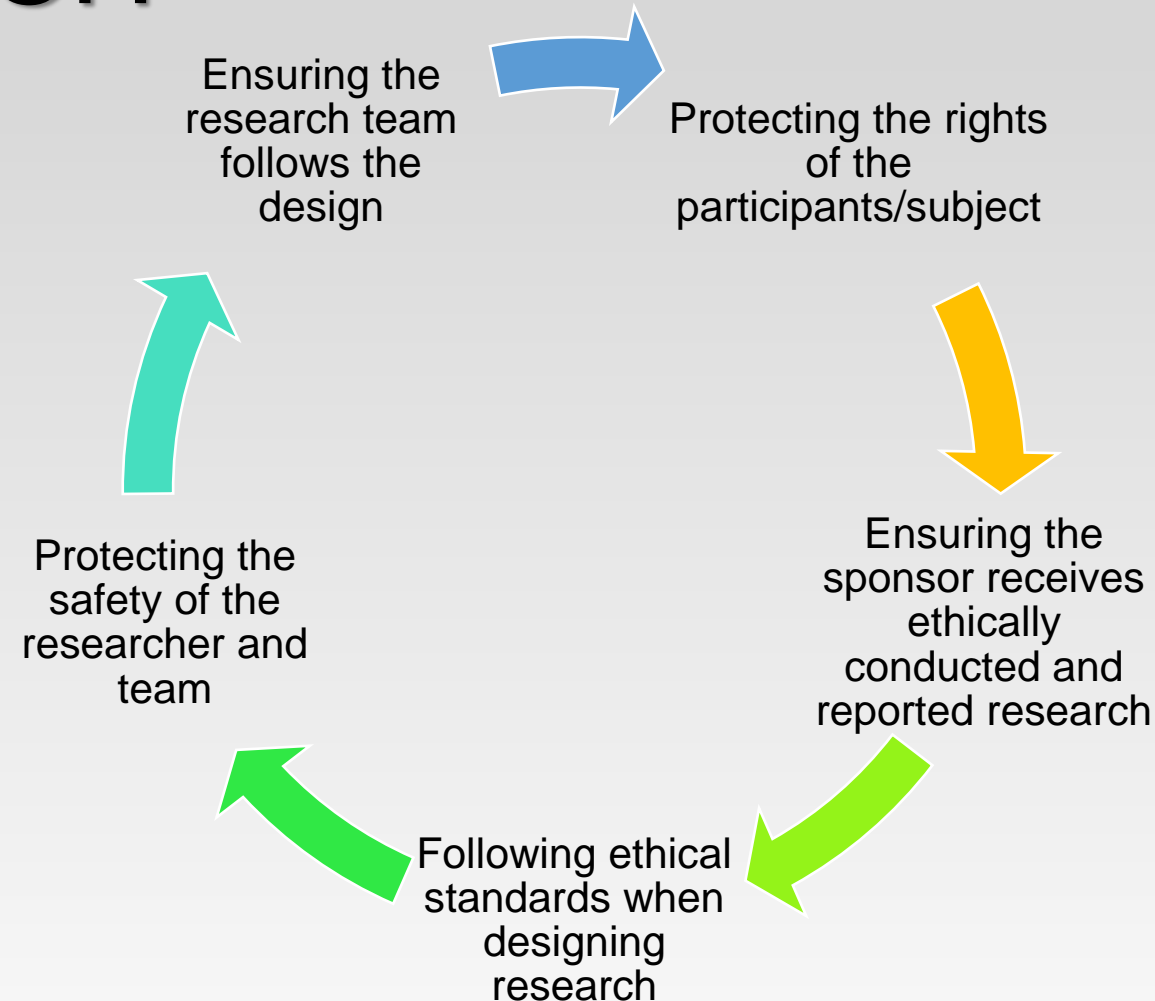 Ensuring the
research team
follows the
design
Protecting the rights
of the
participants/subject
Ensuring the
sponsor receives
ethically
conducted and
reported research
Following ethical
standards when
designing
research
Protecting the
safety of the
researcher and
team